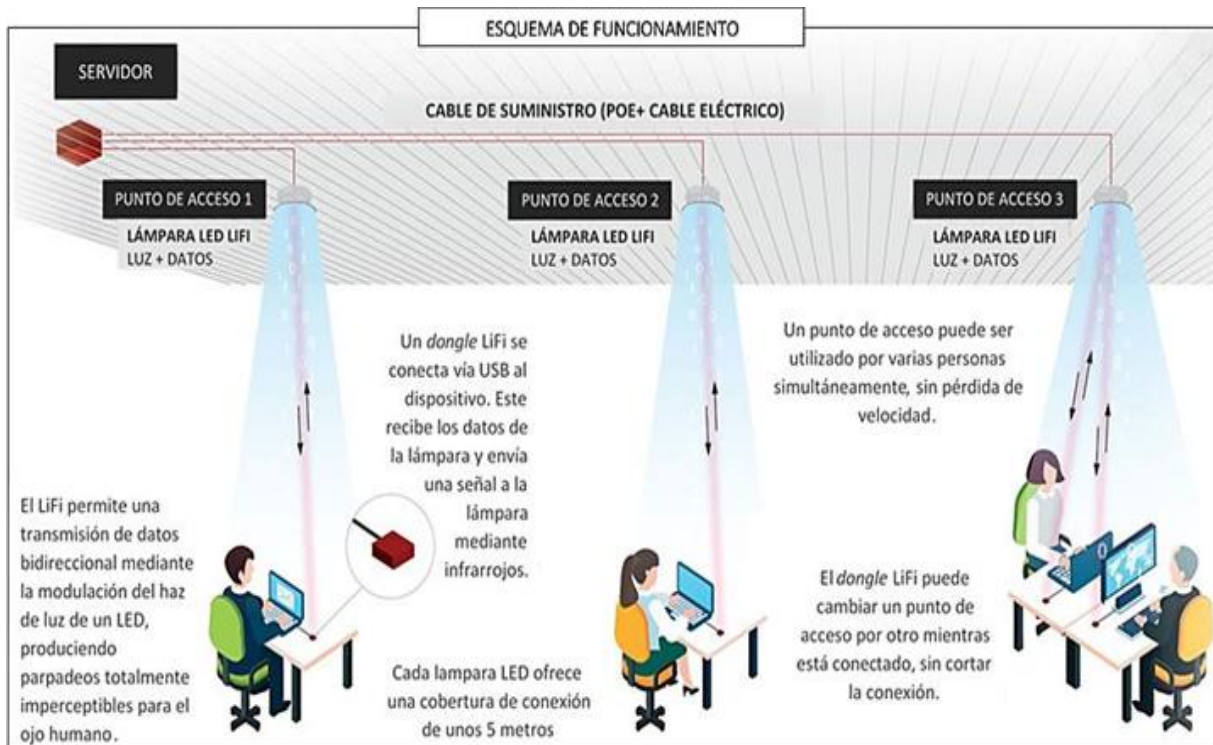 ESQUEMA DE FUNCIONAMIENTO
SERVIDOR
CABLE DE SUMINISTRO (POE+ CABLE ELÉCTRICO)
PUNTO DE ACCESO 1
LÁMPARA LED LIFI
LUZ + DATOS
PUNTO DE ACCESO 2
LÁMPARA LED LIFI
LUZ + DATOS
PUNTO DE ACCESO 3
LÁMPARA LED LIFI
LUZ + DATOS
El LiFi permite una
transmisión de datos
bidireccional mediante
la modulación del haz
de luz de un LED,
produciendo
parpadeos totalmente
imperceptibles para el
ojo humano.
Un dongle LiFi se
conecta vía USB al
dispositivo. Este
recibe los datos de
la lámpara y envía
una señal a la
lámpara
mediante
infrarrojos.
Cada lampara LED ofrece
una cobertura de conexión
de unos 5 metros
Un punto de acceso puede ser
utilizado por varias personas
simultáneamente, sin pérdida de
velocidad.
El dongle LiFi puede
cambiar un punto de
acceso por otro mientras
está conectado, sin cortar
la conexión.